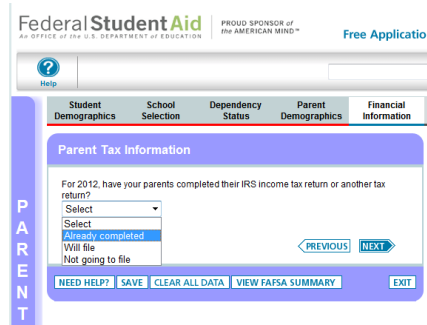 Federal Student Aid
An OFFICE of the U.S. DEPARTMENT of EDUCATION
PROUD SPONSOR of
the AMERICAN MIND™
Free Applicatio
?
Help
Student
Demographics
School
Selection
Dependency
Status
Parent
Demographics
Financial
Information
Parent Tax Information
For 2012, have your parents completed their IRS income tax return or another tax
return?
Select
Select
Already completed
Will file
Not going to file
PREVIOUS
NEXT
NEED HELP?
SAVE
CLEAR ALL DATA
VIEW FAFSA SUMMARY
EXIT
PARENT